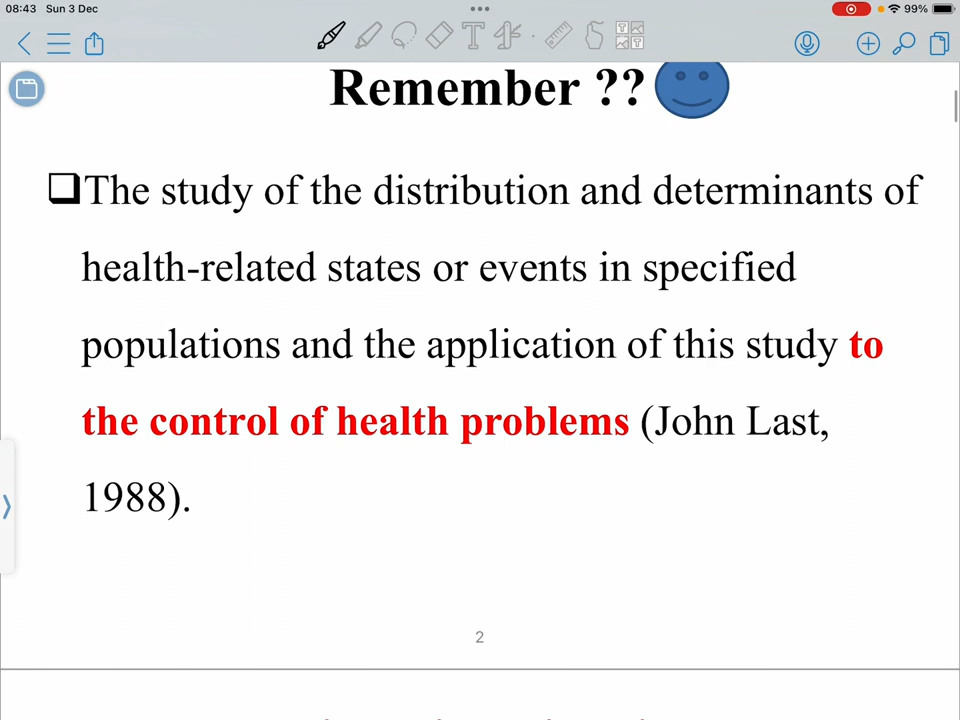 08:43 Sun 3 Dec
99%
Remember ??
The study of the distribution and determinants of
health-related states or events in specified
populations and the application of this study to
the control of health problems (John Last,
1988).
2